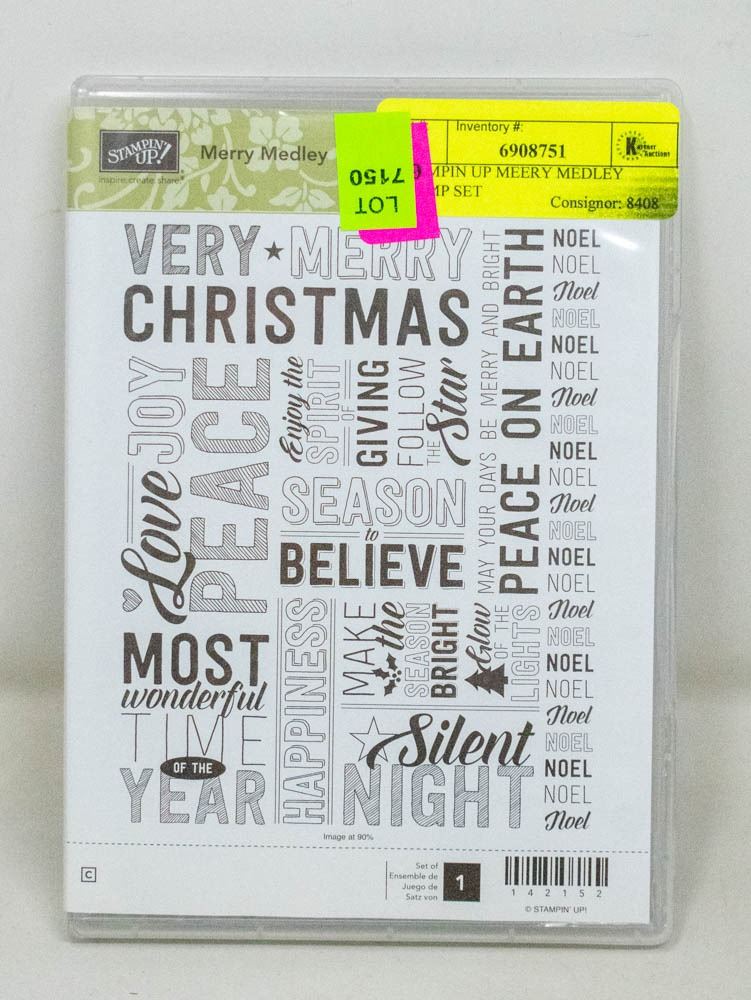 STAMPIN' UP!
inspire.create.share.
Merry Medley
LOT
7150
Inventory #:
6908751
Auctions
MPIN UP MEERY MEDLEY
MP SET
Consignor: 8408
VERY ★ MERRY
CHRISTMAS
JOY
Love
PEACE
Enjoy the
SPIRIT
OF
GIVING
FOLLOW
THE Star
SEASON
to
BELIEVE
MAY YOUR DAYS BE MERRY AND BRIGHT
PEACE ON EARTH
MOST
wonderful
TIME
OF THE
YEAR
HAPPINESS
MAKE
the
SEASON
BRIGHT
Glow
OF THE
LIGHTS
Silent
NIGHT
NOEL
NOEL
Noel
NOEL
NOEL
NOEL
Noel
NOEL
NOEL
NOEL
Noel
NOEL
NOEL
NOEL
Noel
NOEL
NOEL
NOEL
Noel
NOEL
NOEL
NOEL
Noel
Image at 90%
C
Set of
Ensemble de
Juego de
Satz von
1
142152
© STAMPIN' UP!